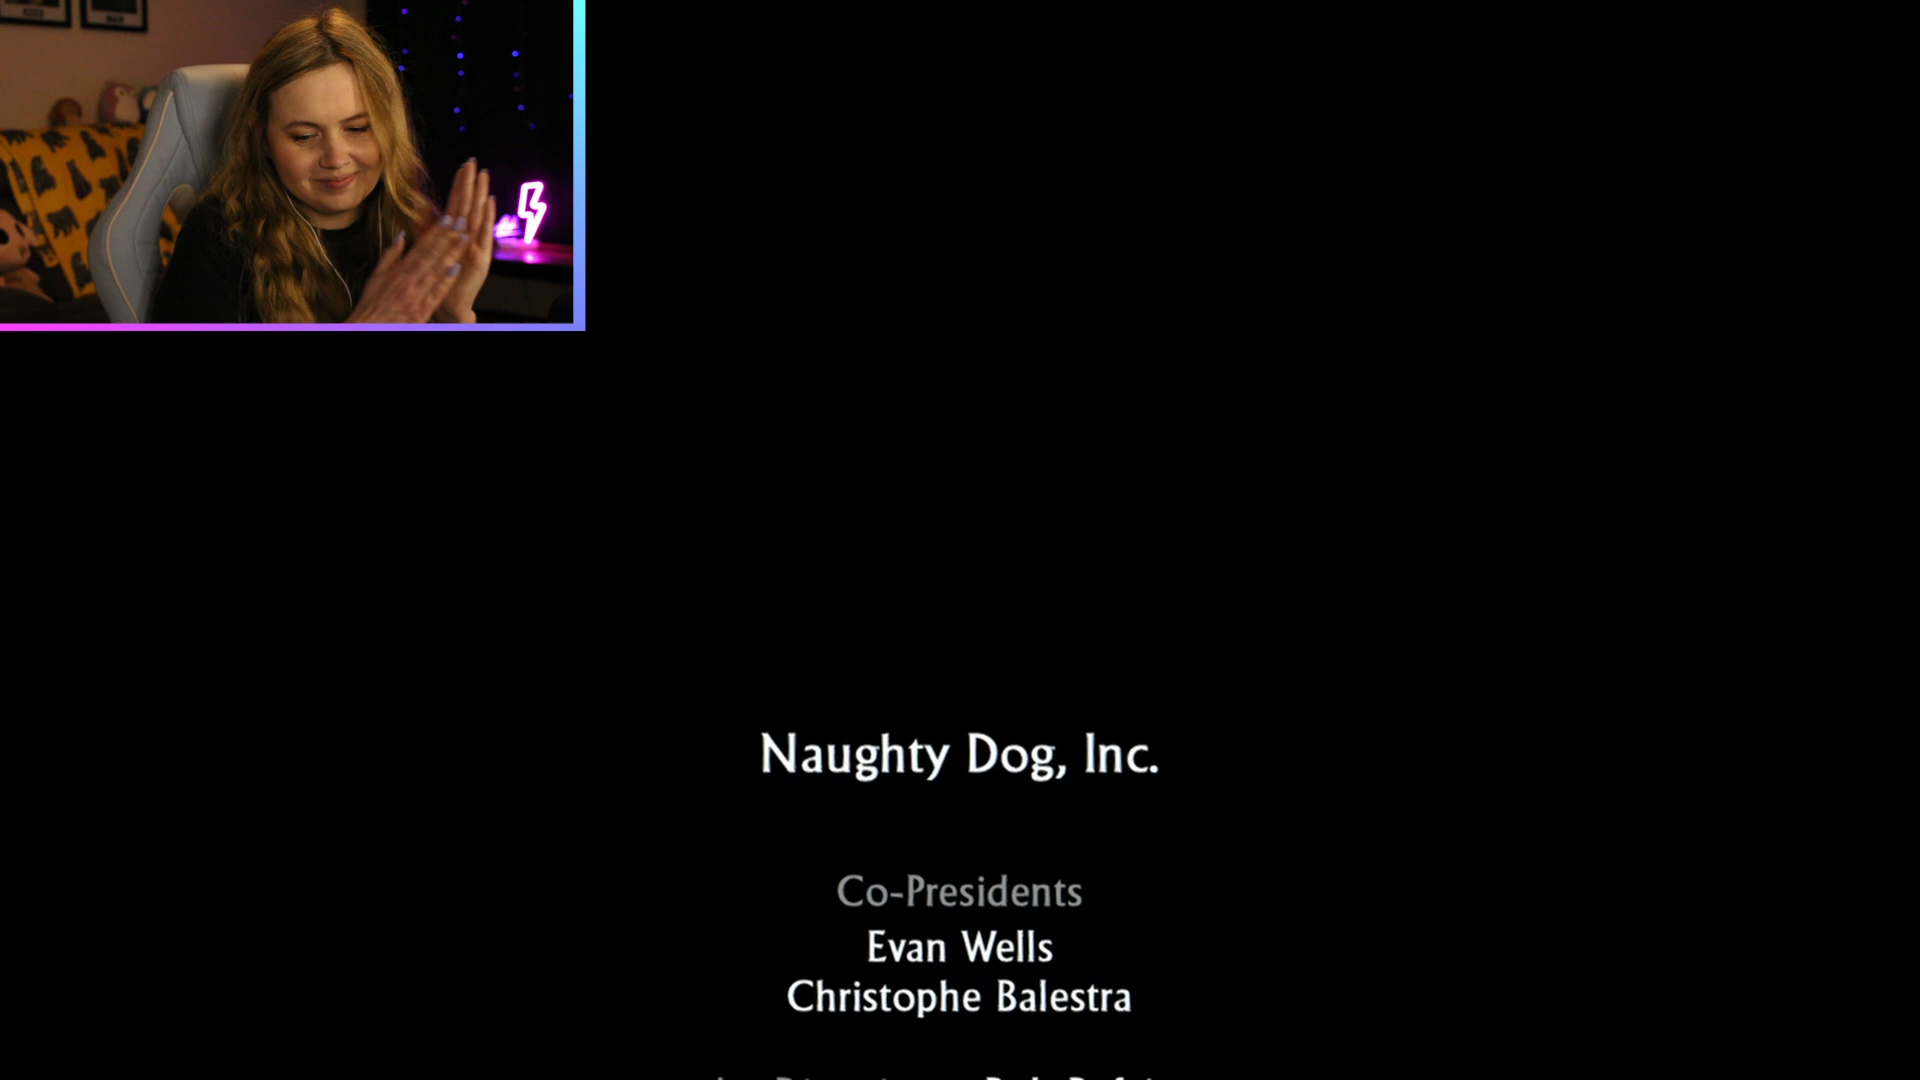 Naughty Dog, Inc.
Co-Presidents
Evan Wells
Christophe Balestra